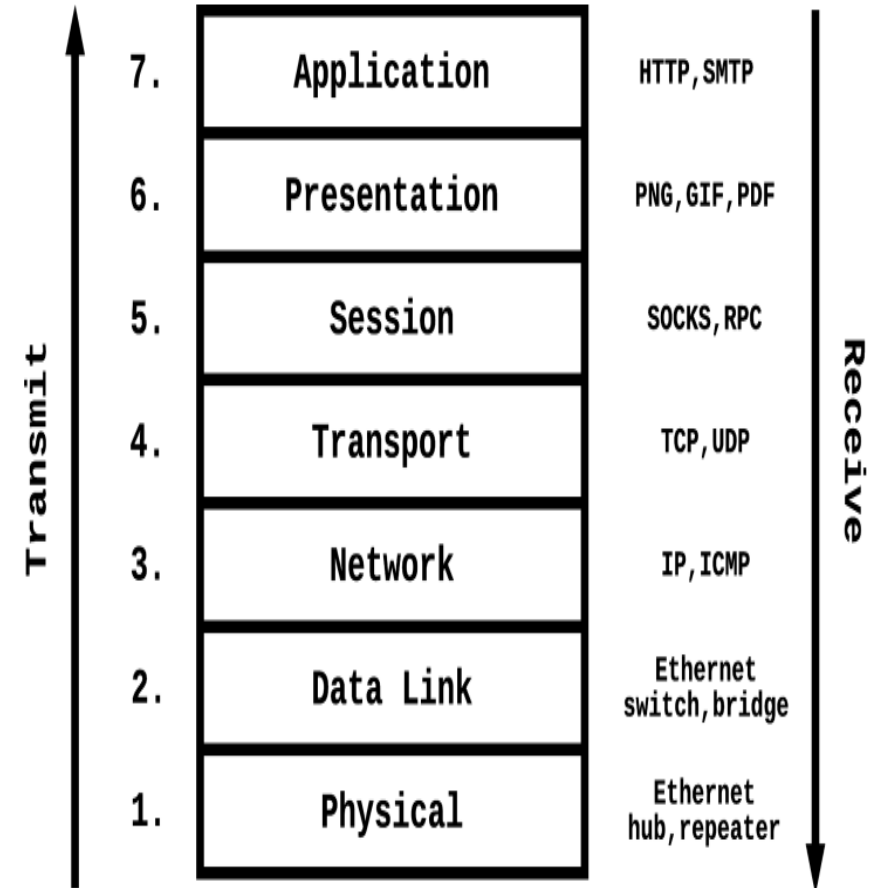 Transmit
7. Application HTTP,SMTP
6. Presentation PNG,GIF,PDF
5. Session SOCKS,RPC
4. Transport TCP,UDP
3. Network IP,ICMP
2. Data Link Ethernet
switch,bridge
1. Physical Ethernet
hub,repeater
Receive